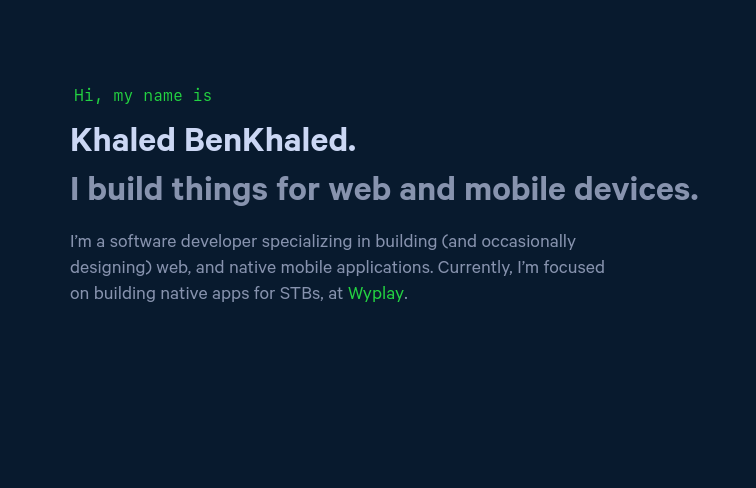 Hi, my name is
Khaled BenKhaled.
I build things for web and mobile devices.
I'm a software developer specializing in building (and occasionally
designing) web, and native mobile applications. Currently, I'm focused
on building native apps for STBs, at Wyplay.